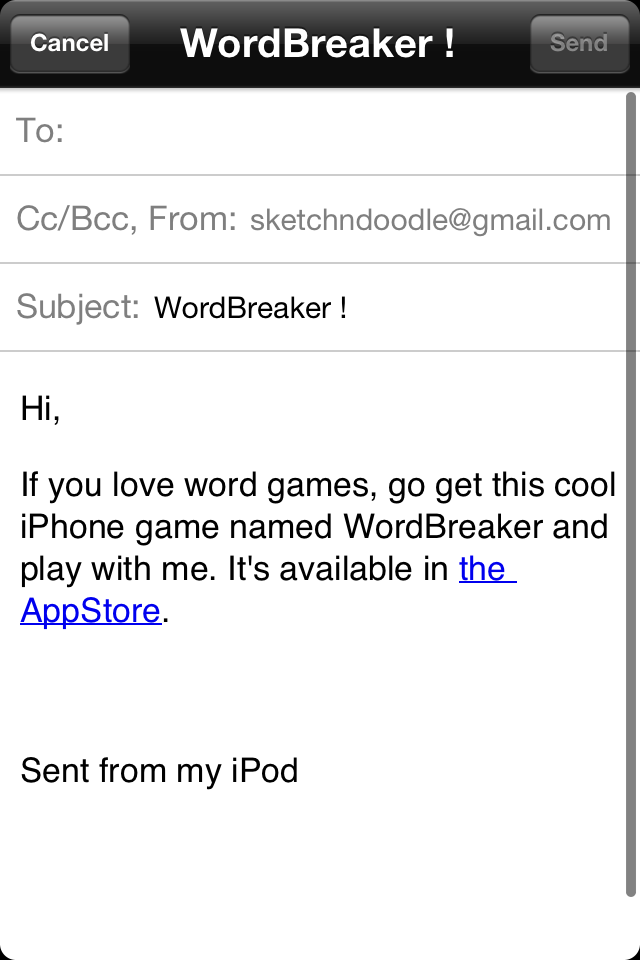 Cancel WordBreaker ! Send
To:
Cc/Bcc, From: sketchndoodle@gmail.com
Subject: WordBreaker !
Hi,
If you love word games, go get this cool
iPhone game named WordBreaker and
play with me. It's available in the
AppStore.
Sent from my iPod